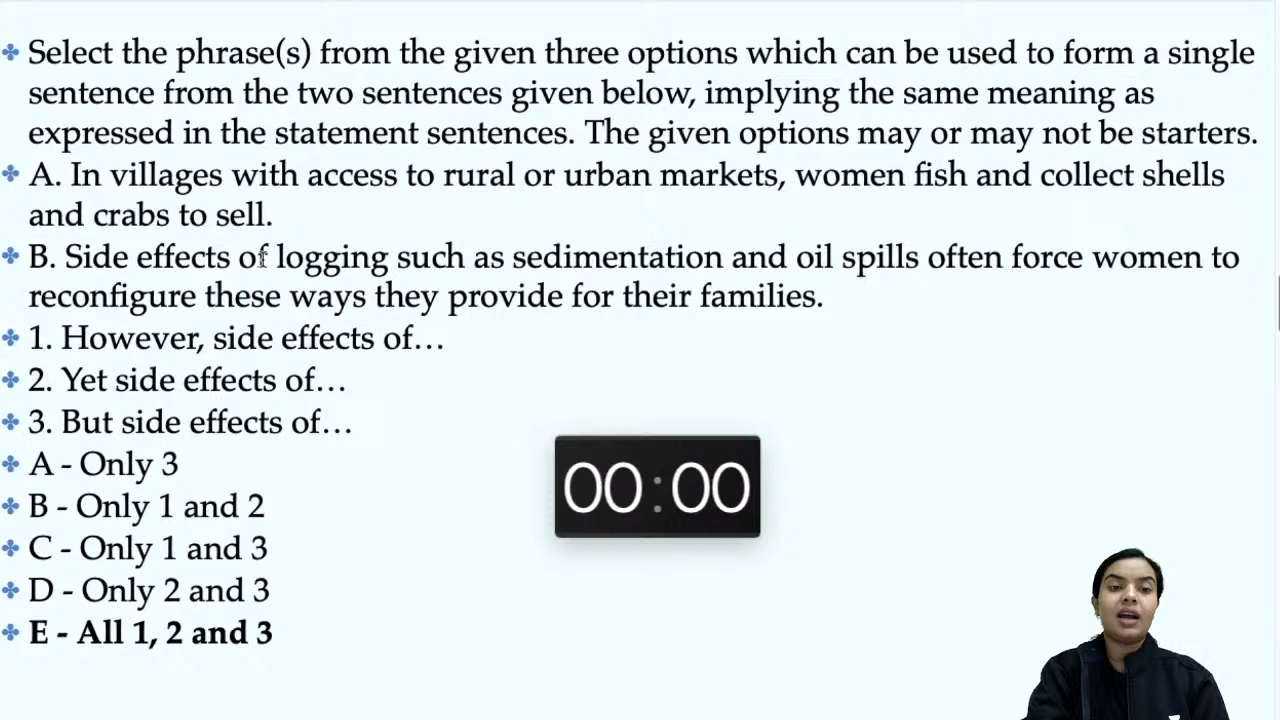 Select the phrase(s) from the given three options which can be used to form a single
sentence from the two sentences given below, implying the same meaning as
expressed in the statement sentences. The given options may or may not be starters.
A. In villages with access to rural or urban markets, women fish and collect shells
and crabs to sell.
B. Side effects of logging such as sedimentation and oil spills often force women to
reconfigure these ways they provide for their families.
1. However, side effects of…
2. Yet side effects of…
3. But side effects of…
A - Only 3
B - Only 1 and 2
C - Only 1 and 3
D - Only 2 and 3
E - All 1, 2 and 3
00:00